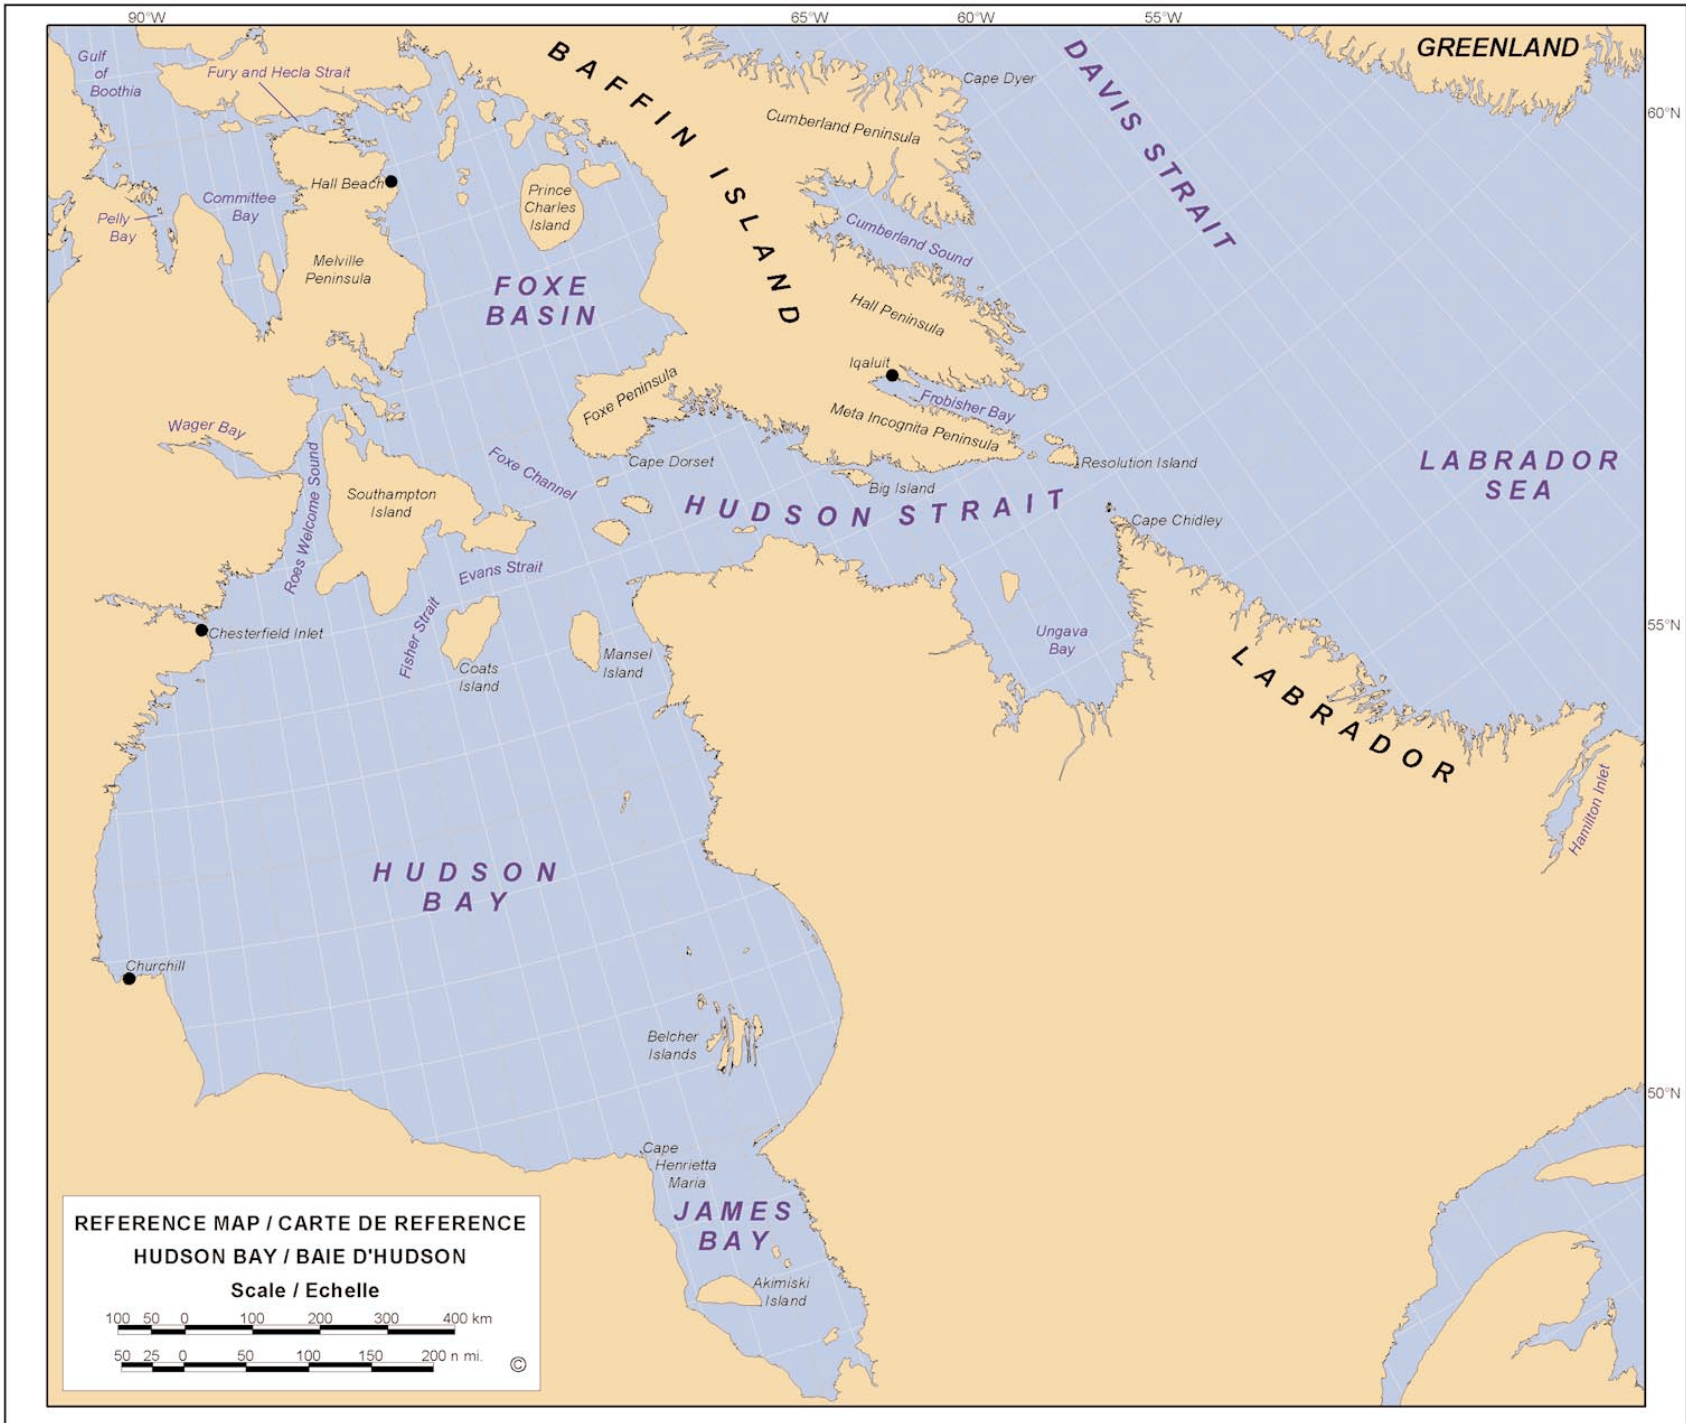 90°W
65°W
60°W
55°W
GREENLAND
Gulf
of
Boothia
Fury and Hecla Strait
BAFFIN ISLAND
DAVIS STRAIT
Cape Dyer
60°N
Cumberland Peninsula
Hall Beach
Committee
Bay
Pelly
Bay
Prince
Charles
Island
Cumberland Sound
Melville
Peninsula
FOXE
BASIN
Hall Peninsula
Iqaluit
Foxe Peninsula
Frobisher Bay
Meta Incognita Peninsula
Wager Bay
Foxe Channel
Cape Dorset
Resolution Island
LABRADOR
SEA
Big Island
Southampton
Island
Roes Welcome Sound
HUDSON STRAIT
Cape Chidley
Evans Strait
Fisher Strait
Chesterfield Inlet
Coats
Island
Mansel
Island
Ungava
Bay
55°N
LABRADOR
Hamilton Inlet
HUDSON
BAY
Churchill
Belcher
Islands
50°N
Cape
Henrietta
Maria
JAMES
BAY
Akimiski
Island
REFERENCE MAP / CARTE DE REFERENCE
HUDSON BAY / BAIE D'HUDSON
Scale / Echelle
100 50 0 100 200 300 400 km
50 25 0 50 100 150 200 n mi.
©